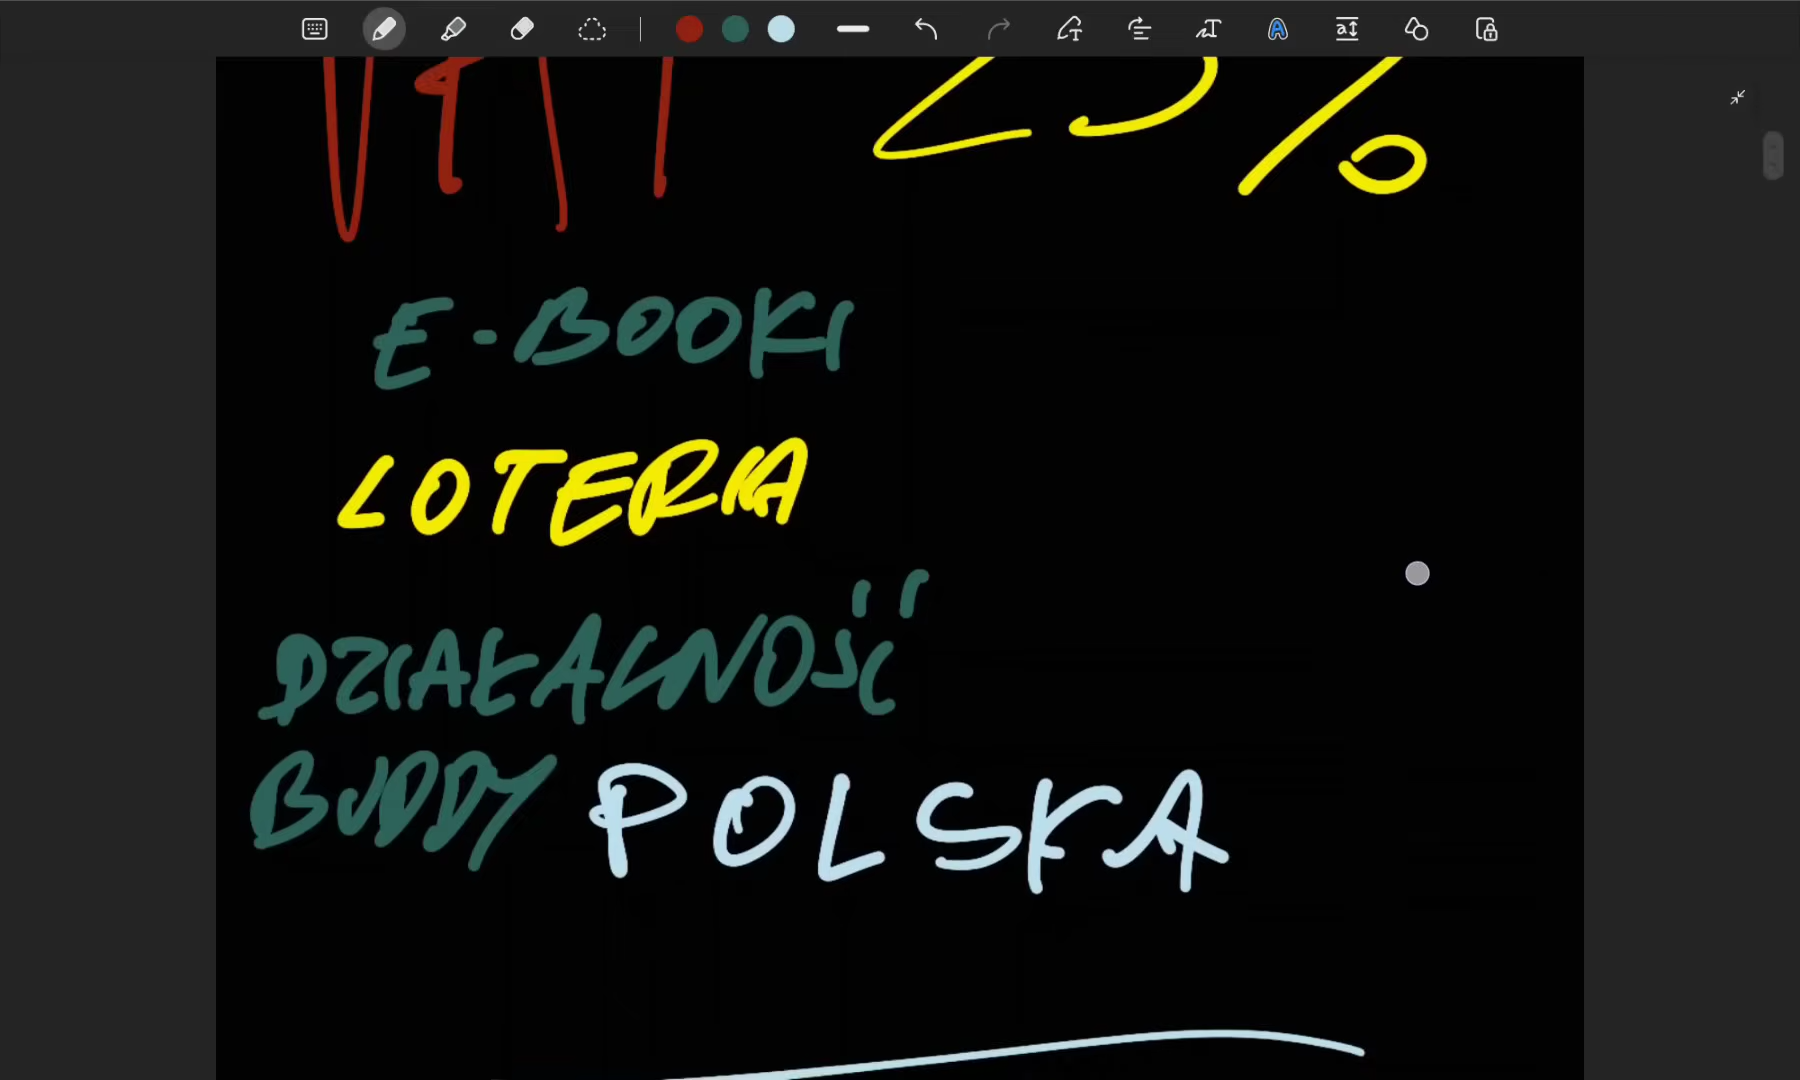 VAT 23%
E-BOOKI
LOTERIA
DZIAŁALNOŚĆ
BUDDY POLSKA